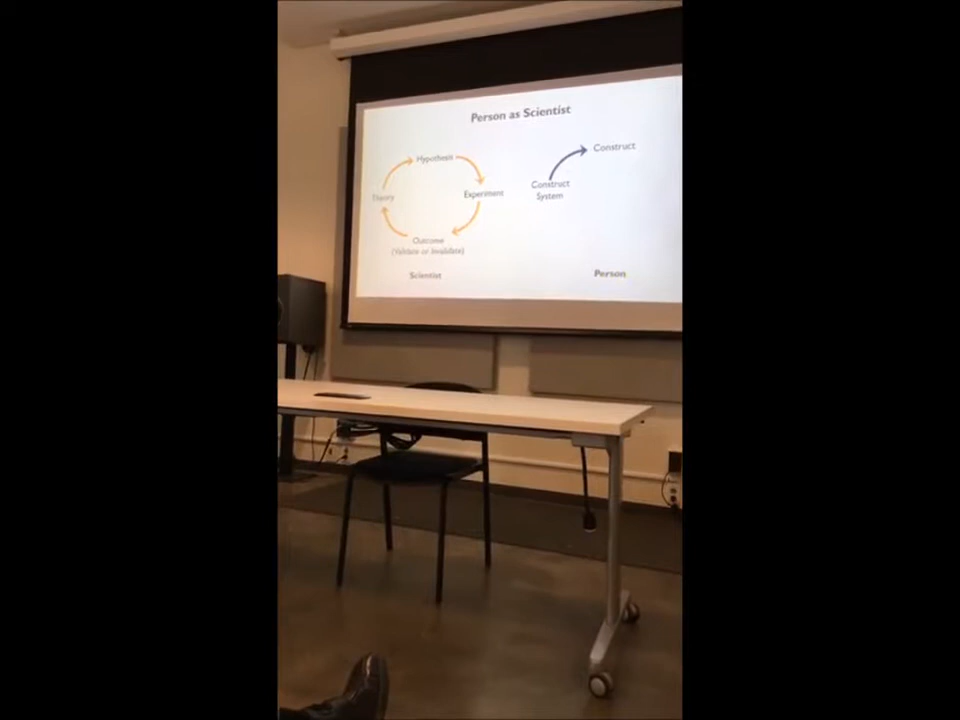 Person as Scientist
Hypothesis
Theory
Experiment
Outcome
(Validate or Invalidate)
Scientist
Construct
Construct
System
Person